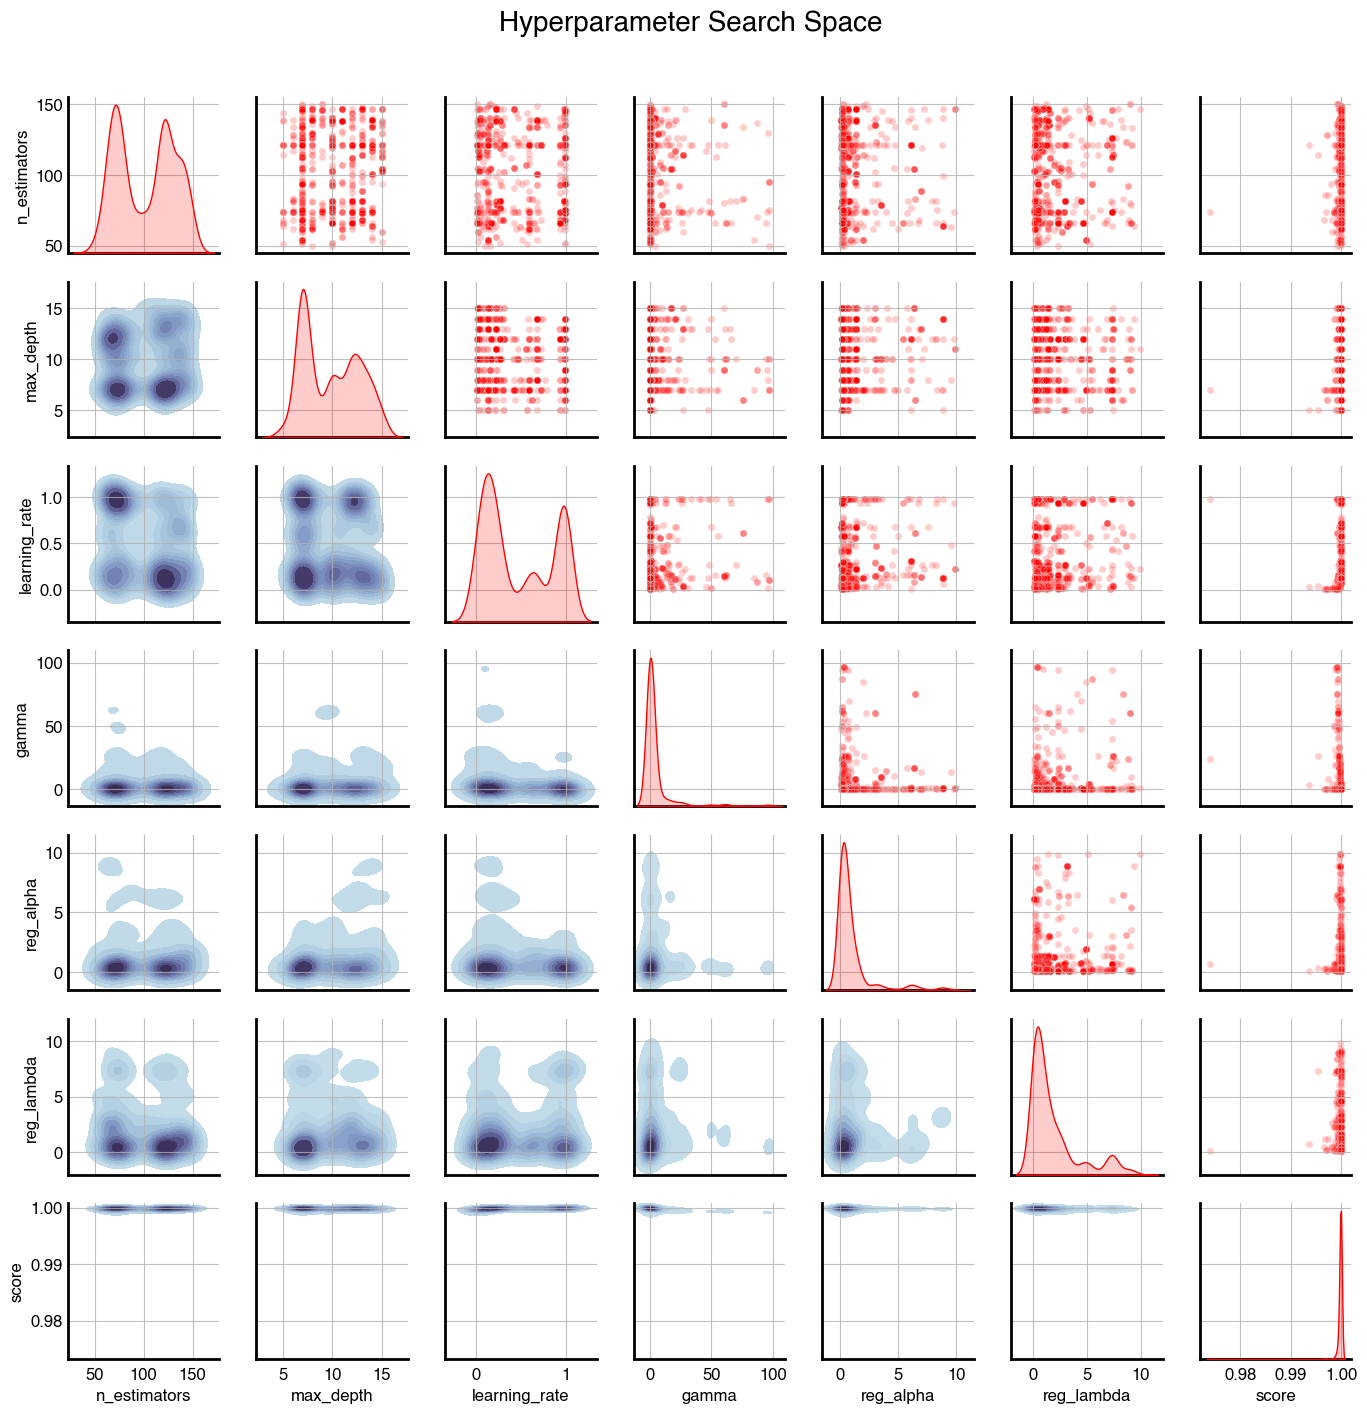 Hyperparameter Search Space
n_estimators
150
100
50
max_depth
15
10
5
learning_rate
1.0
0.5
0.0
gamma
100
50
0
reg_alpha
10
5
0
reg_lambda
10
5
0
score
1.00
0.99
0.98
50 100 150 5 10 15 0 1 0 50 100 0 5 10 0 5 10 0.98 0.99 1.00
n_estimators max_depth learning_rate gamma reg_alpha reg_lambda score